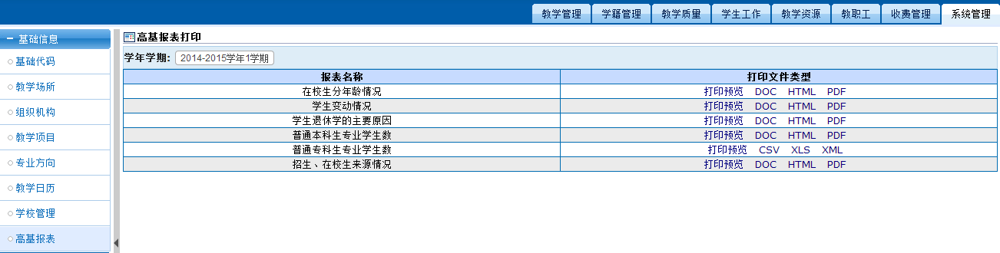 教学管理 学籍管理 教学质量 学生工作 教学资源 教职工 收费管理 系统管理
基础信息
基础代码
教学场所
组织机构
教学项目
专业方向
教学日历
学校管理
高基报表
高基报表打印
学年学期: 2014-2015学年1学期
报表名称 打印文件类型
在校生分年龄情况 打印预览 DOC HTML PDF
学生变动情况 打印预览 DOC HTML PDF
学生退休学的主要原因 打印预览 DOC HTML PDF
普通本科生专业学生数 打印预览 DOC HTML PDF
普通专科生专业学生数 打印预览 CSV XLS XML
招生、在校生来源情况 打印预览 DOC HTML PDF